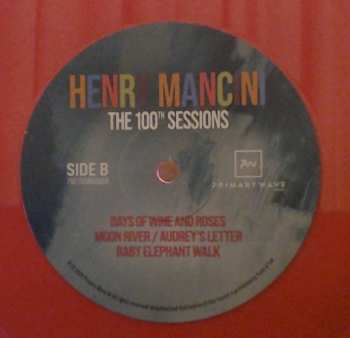 HENRY MANCINI
THE 100TH SESSIONS
SIDE B
PRIMARY WAVE
DAYS OF WINE AND ROSES
MOON RIVER / AUDREY'S LETTER
BABY ELEPHANT WALK